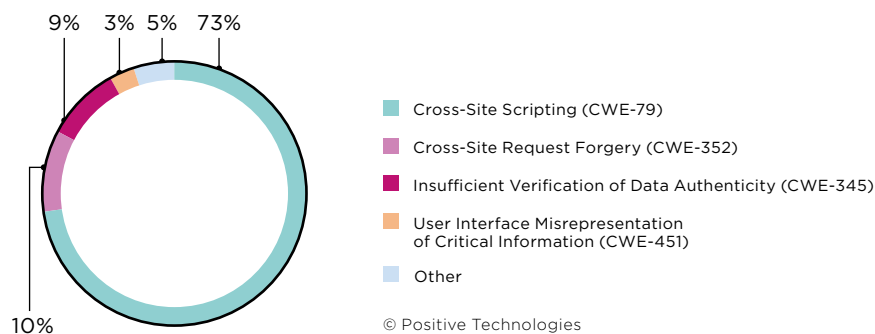 9% 3% 5% 73%
10%
Cross-Site Scripting (CWE-79)
Cross-Site Request Forgery (CWE-352)
Insufficient Verification of Data Authenticity (CWE-345)
User Interface Misrepresentation
of Critical Information (CWE-451)
Other
© Positive Technologies